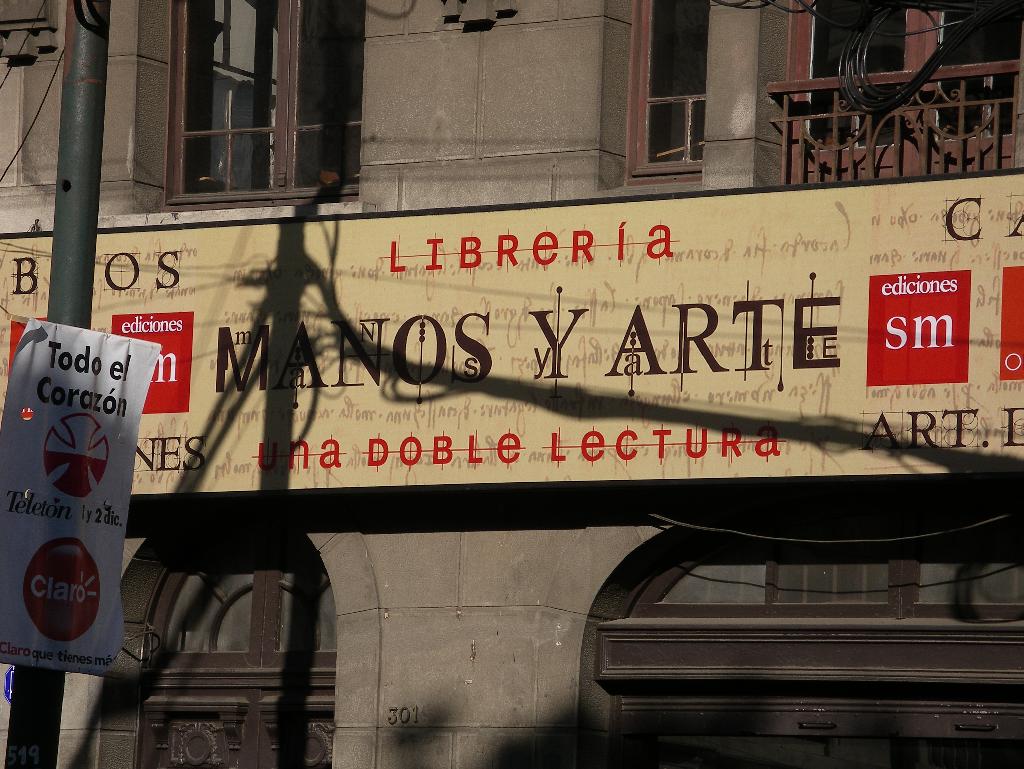 LIBRERÍA
B OS
CA
ediciones
sm
MANOS Y ARTE
ediciones
sm
NES
una DOBLE LECTURA
ART. D
Todo el
Corazón
Teletón 1 y 2 dic.
Claro
Claro que tienes má
301
519